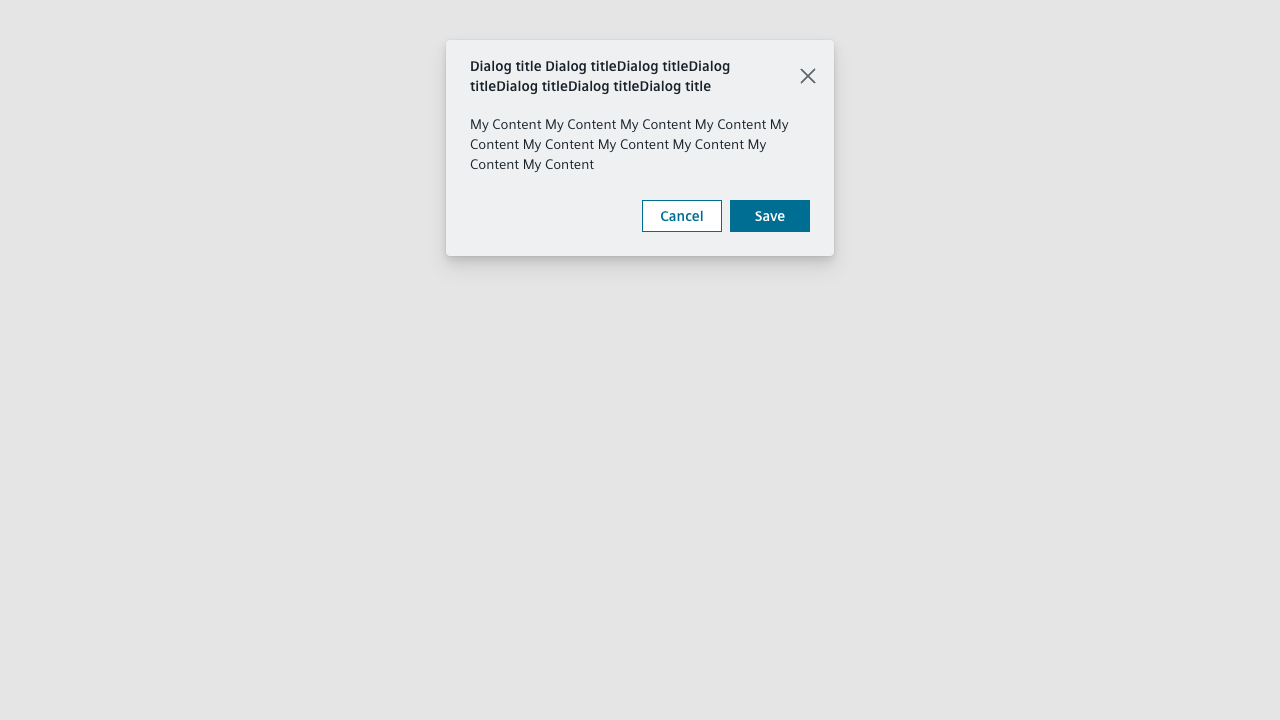 Dialog title Dialog titleDialog titleDialog
titleDialog titleDialog titleDialog title
My Content My Content My Content My Content My
Content My Content My Content My Content My
Content My Content
Cancel Save